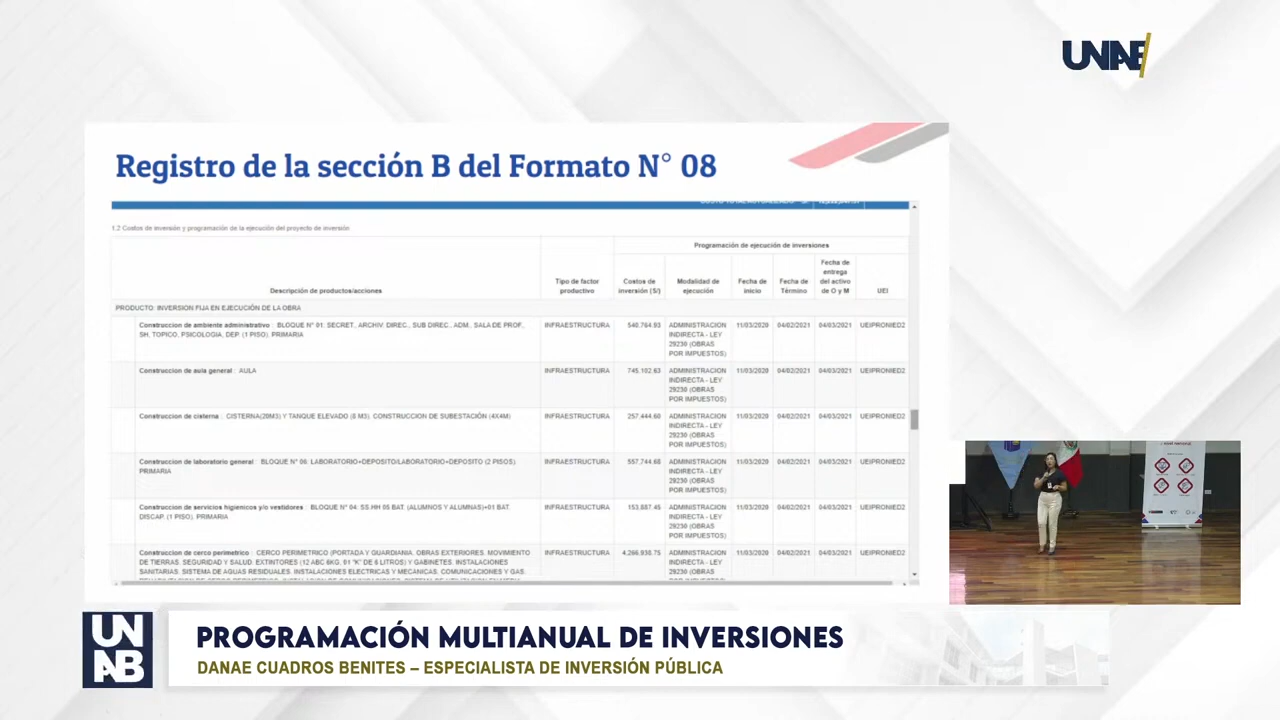 UNAB
Registro de la sección B del Formato N° 08
1.2 Costos de inversión y programación de la ejecución del proyecto de inversión
Programación de ejecución de inversiones
Descripción de productos/acciones
Tipo de factor productivo
Costos de inversión (S/)
Modalidad de ejecución
Fecha de inicio
Fecha de Término
Fecha de entrega del activo de O y M
UEI
PRODUCTO: INVERSION FIJA EN EJECUCIÓN DE LA OBRA
Construccion de ambiente administrativo : BLOQUE N° 01: SECRET., ARCHIV. DIREC., SUB DIREC., ADM., SALA DE PROF.,
SH, TOPICO, PSICOLOGIA, DEP. (1 PISO). PRIMARIA
INFRAESTRUCTURA
540,764.93
ADMINISTRACION INDIRECTA - LEY 29230 (OBRAS POR IMPUESTOS)
11/03/2020
04/02/2021
04/03/2021
UEIPRONIED2
Construccion de aula general : AULA
INFRAESTRUCTURA
745,102.63
ADMINISTRACION INDIRECTA - LEY 29230 (OBRAS POR IMPUESTOS)
11/03/2020
04/02/2021
04/03/2021
UEIPRONIED2
Construccion de cisterna : CISTERNA(28M3) Y TANQUE ELEVADO (8 M3). CONSTRUCCION DE SUBESTACIÓN (4X4M)
INFRAESTRUCTURA
257,444.60
ADMINISTRACION INDIRECTA - LEY 29230 (OBRAS POR IMPUESTOS)
11/03/2020
04/02/2021
04/03/2021
UEIPRONIED2
Construccion de laboratorio general : BLOQUE N° 06: LABORATORIO+DEPOSITO/LABORATORIO+DEPOSITO (2 PISOS)
PRIMARIA
INFRAESTRUCTURA
557,744.68
ADMINISTRACION INDIRECTA - LEY 29230 (OBRAS POR IMPUESTOS)
11/03/2020
04/02/2021
04/03/2021
UEIPRONIED2
Construccion de servicios higienicos y/o vestidores : BLOQUE N° 04: SS.HH 05 BAT. (ALUMNOS Y ALUMNAS)+01 BAT.
DISCAP. (1 PISO). PRIMARIA
INFRAESTRUCTURA
153,887.45
ADMINISTRACION INDIRECTA - LEY 29230 (OBRAS POR IMPUESTOS)
11/03/2020
04/02/2021
04/03/2021
UEIPRONIED2
Construccion de cerco perimetrico : CERCO PERIMETRICO (PORTADA Y GUARDIANIA. OBRAS EXTERIORES. MOVIMIENTO
DE TIERRAS. SEGURIDAD Y SALUD. EXTINTORES (12 ABC 6KG, 01 "K" DE 6 LITROS) Y GABINETES. INSTALACIONES
SANITARIAS. SISTEMA DE AGUAS RESIDUALES. INSTALACIONES ELECTRICAS Y MECANICAS. COMUNICACIONES Y GAS.
INFRAESTRUCTURA
4,266,938.75
ADMINISTRACION INDIRECTA - LEY 29230 (OBRAS
11/03/2020
04/02/2021
04/03/2021
UEIPRONIED2
UN
AB
PROGRAMACIÓN MULTIANUAL DE INVERSIONES
DANAE CUADROS BENITES – ESPECIALISTA DE INVERSIÓN PÚBLICA